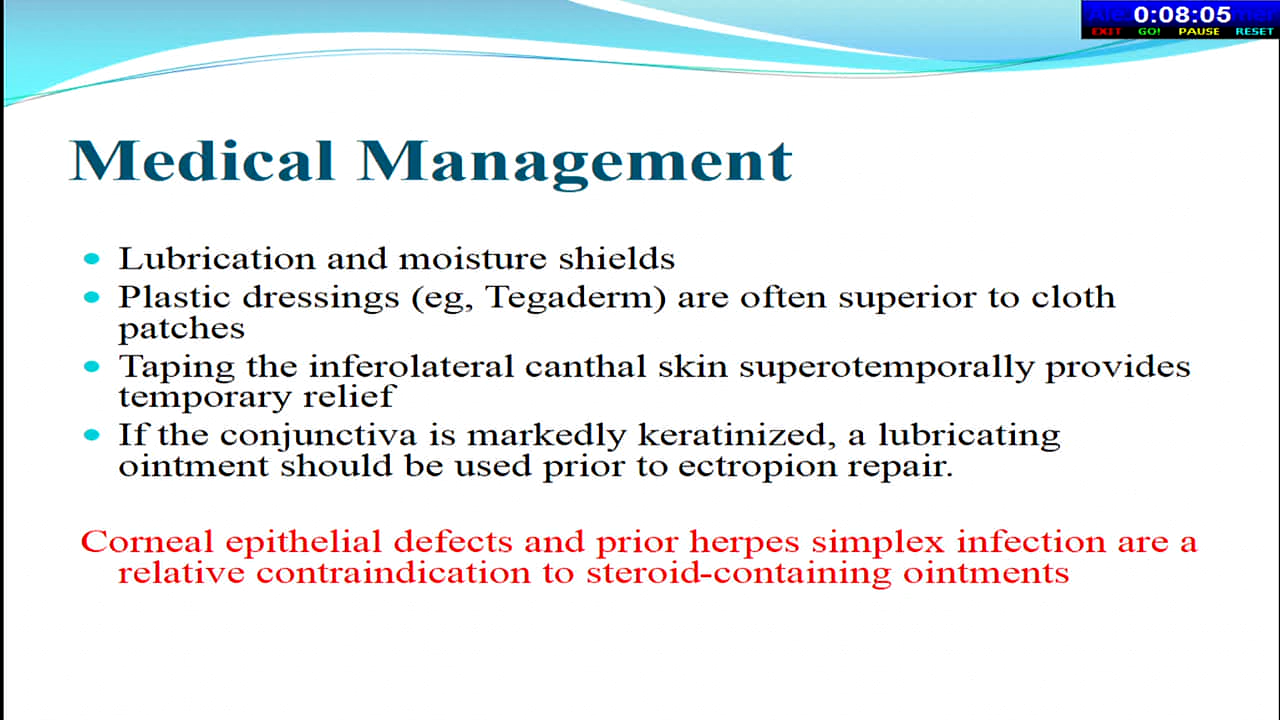 0:08:05
EXIT GO! PAUSE RESET
Medical Management
• Lubrication and moisture shields
• Plastic dressings (eg, Tegaderm) are often superior to cloth
patches
• Taping the inferolateral canthal skin superotemporally provides
temporary relief
• If the conjunctiva is markedly keratinized, a lubricating
ointment should be used prior to ectropion repair.
Corneal epithelial defects and prior herpes simplex infection are a
relative contraindication to steroid-containing ointments